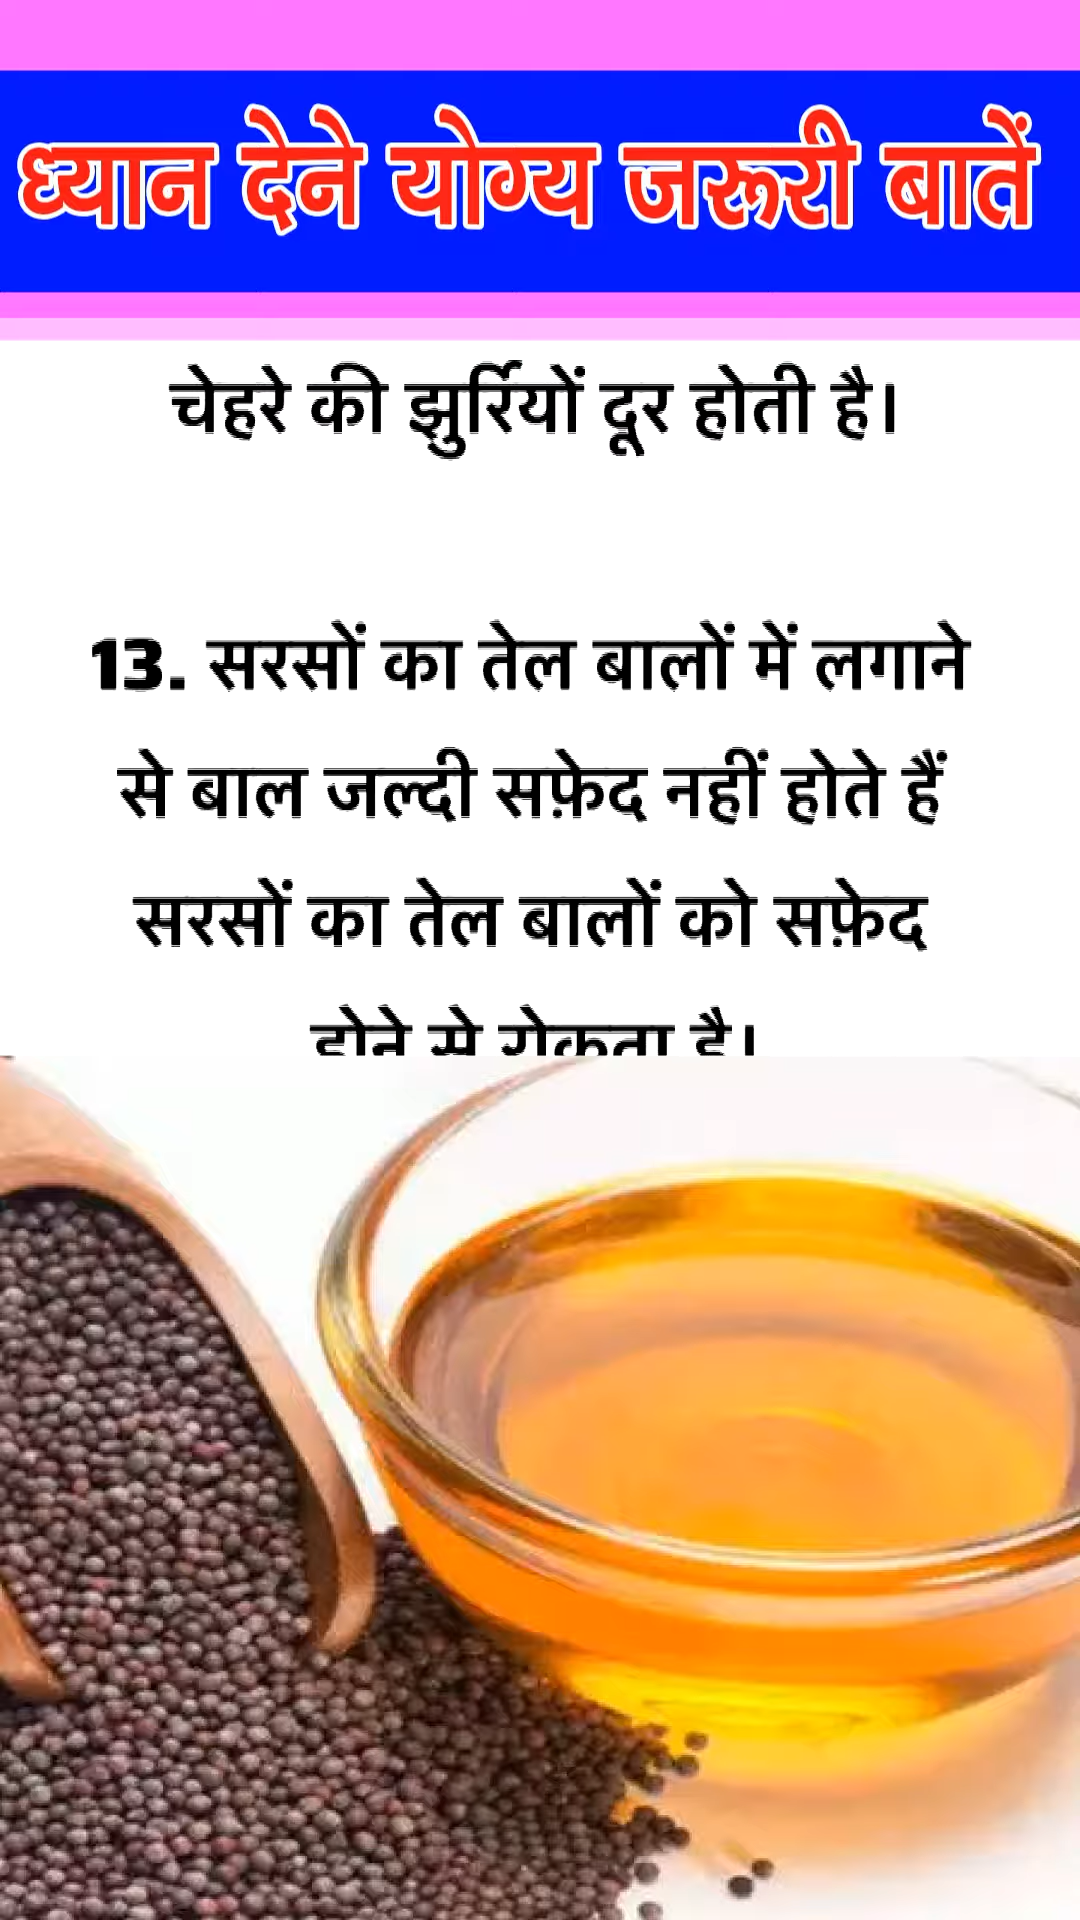 ध्यान देने योग्य जरूरी बातें
चेहरे की झुर्रियों दूर होती है।
13. सरसों का तेल बालों में लगाने
से बाल जल्दी सफ़ेद नहीं होते हैं
सरसों का तेल बालों को सफ़ेद
होने से रोकता है।